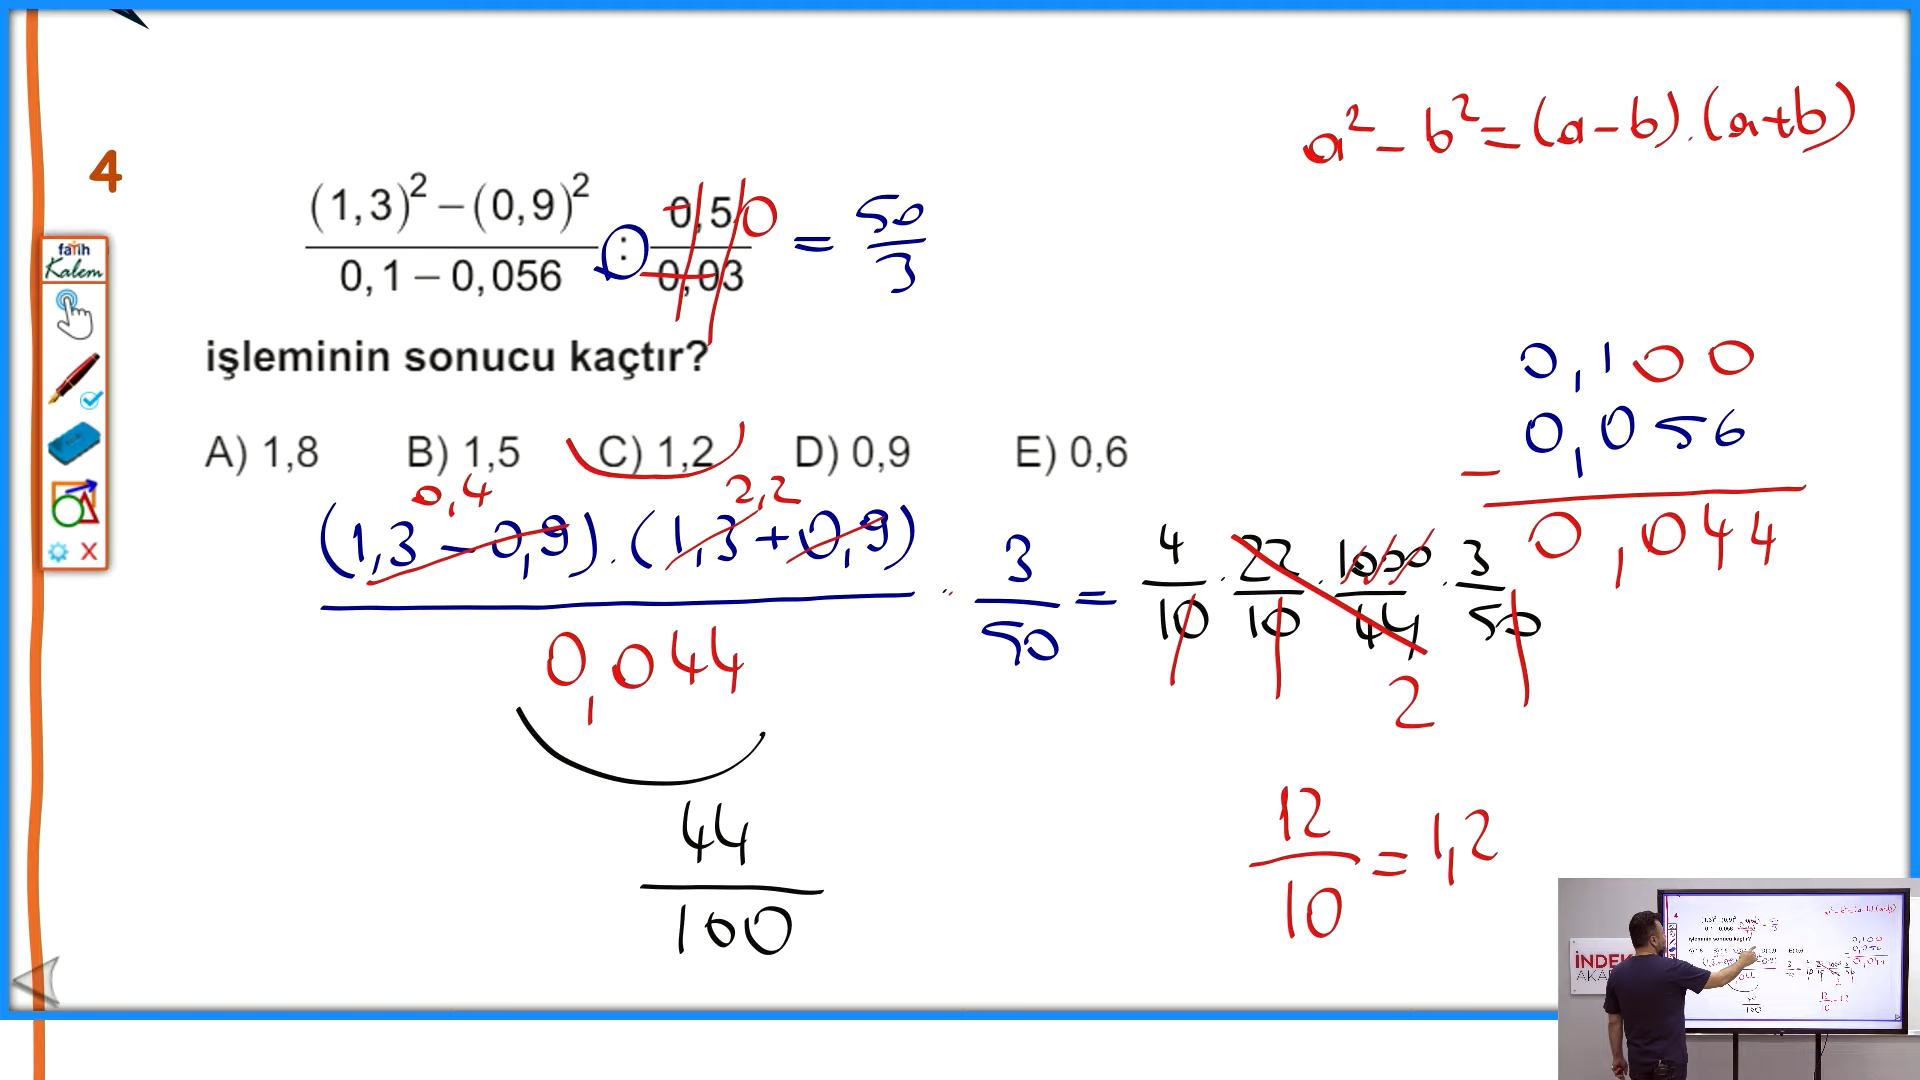 a² - b² = (a - b) . (a + b)
4
(1,3)² − (0,9)² / 0,1 − 0,056 : 0,50 / 0,03 = 50/3
fatih
Kalem
işleminin sonucu kaçtır?
A) 1,8 B) 1,5 C) 1,2 D) 0,9 E) 0,6
0,100
0,056
−
0,044
0,4 2,2
(1,3 − 0,9) . (1,3 + 0,9) / 0,044 . 3/50 = 4/10 . 22/10 . 1000/44 . 3/50
2
44/100
12/10 = 1,2
İNDEK
AKA